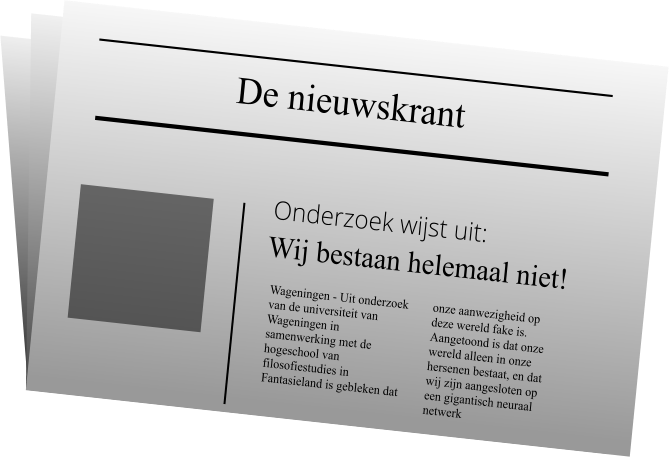 De nieuwskrant
Onderzoek wijst uit:
Wij bestaan helemaal niet!
Wageningen - Uit onderzoek
van de universiteit van
Wageningen in
samenwerking met de
hogeschool van
filosofiestudies in
Fantasieland is gebleken dat
onze aanwezigheid op
deze wereld fake is.
Aangetoond is dat onze
wereld alleen in onze
hersenen bestaat, en dat
wij zijn aangesloten op
een gigantisch neuraal
netwerk